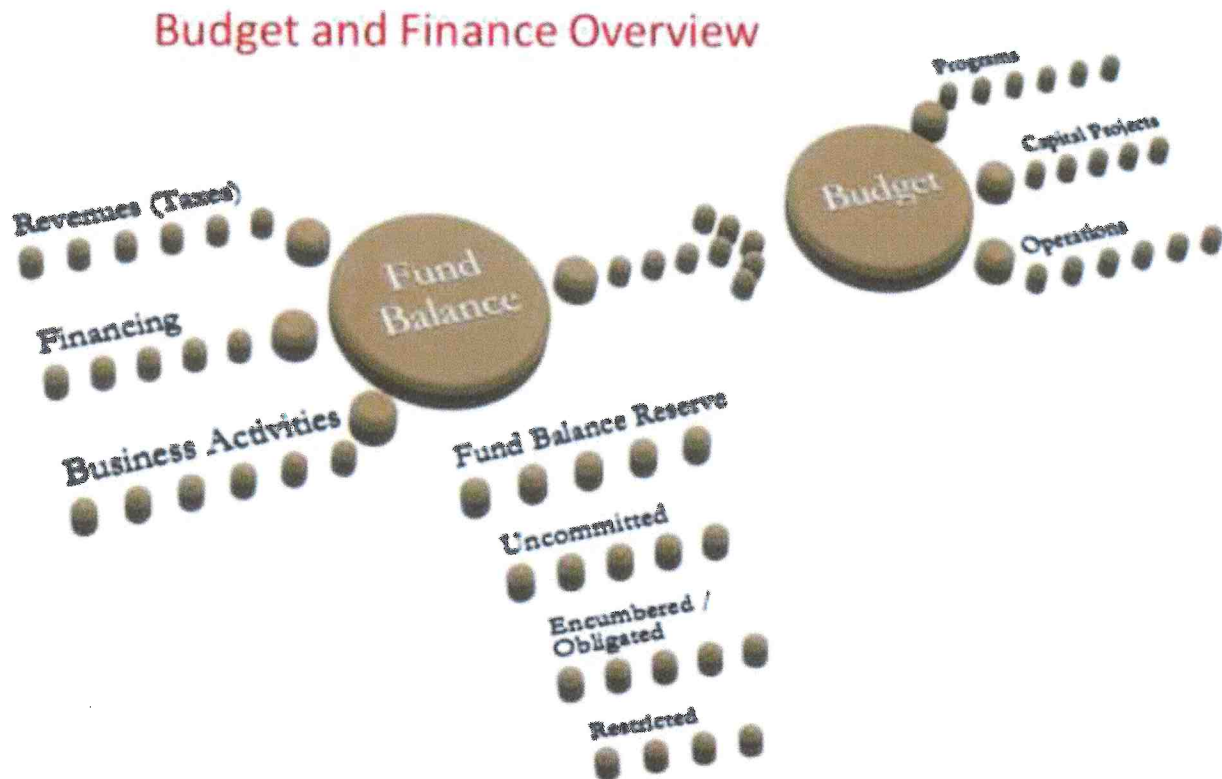 Budget and Finance Overview
Programs
Capital Projects
Budget
Operations
Revenues (Taxes)
Fund
Balance
Financing
Business Activities
Fund Balance Reserve
Uncommitted
Encumbered /
Obligated
Restricted